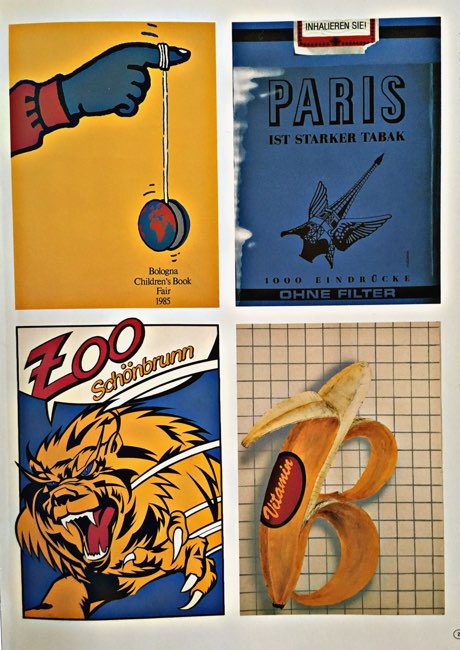 Bologna
Children's Book
Fair
1985
INHALIEREN SIE!
PARIS
IST STARKER TABAK
1000 EINDRÜCKE
OHNE FILTER
ZOO
Schönbrunn
Vitamin
B